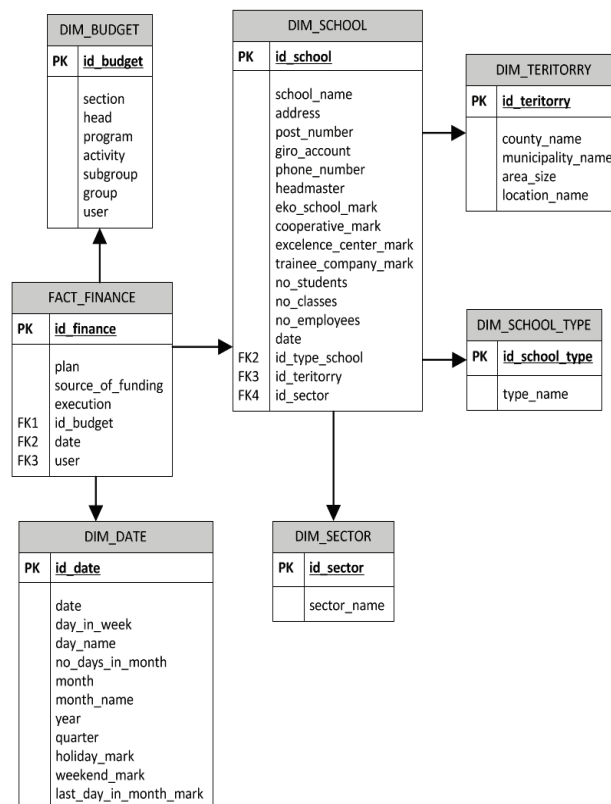 DIM_BUDGET
PK id_budget
section
head
program
activity
subgroup
group
user
DIM_SCHOOL
PK id_school
school_name
address
post_number
giro_account
phone_number
headmaster
eko_school_mark
cooperative_mark
excelence_center_mark
trainee_company_mark
no_students
no_classes
no_employees
date
FK2 id_type_school
FK3 id_teritorry
FK4 id_sector
DIM_TERITORRY
PK id_teritorry
county_name
municipality_name
area_size
location_name
FACT_FINANCE
PK id_finance
plan
source_of_funding
execution
FK1 id_budget
FK2 date
FK3 user
DIM_SCHOOL_TYPE
PK id_school_type
type_name
DIM_DATE
PK id_date
date
day_in_week
day_name
no_days_in_month
month
month_name
year
quarter
holiday_mark
weekend_mark
last_day_in_month_mark
DIM_SECTOR
PK id_sector
sector_name